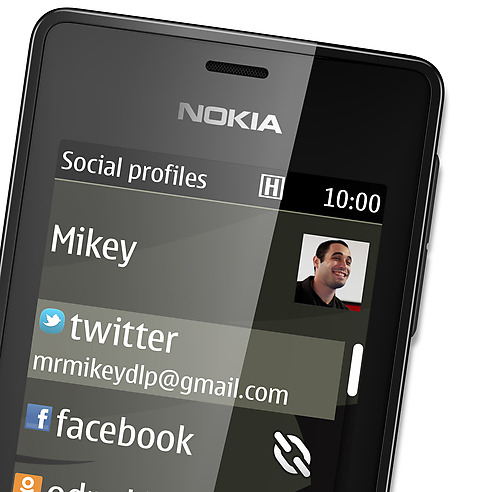 NOKIA
Social profiles H 10:00
Mikey
twitter
mrmikeydlp@gmail.com
f facebook